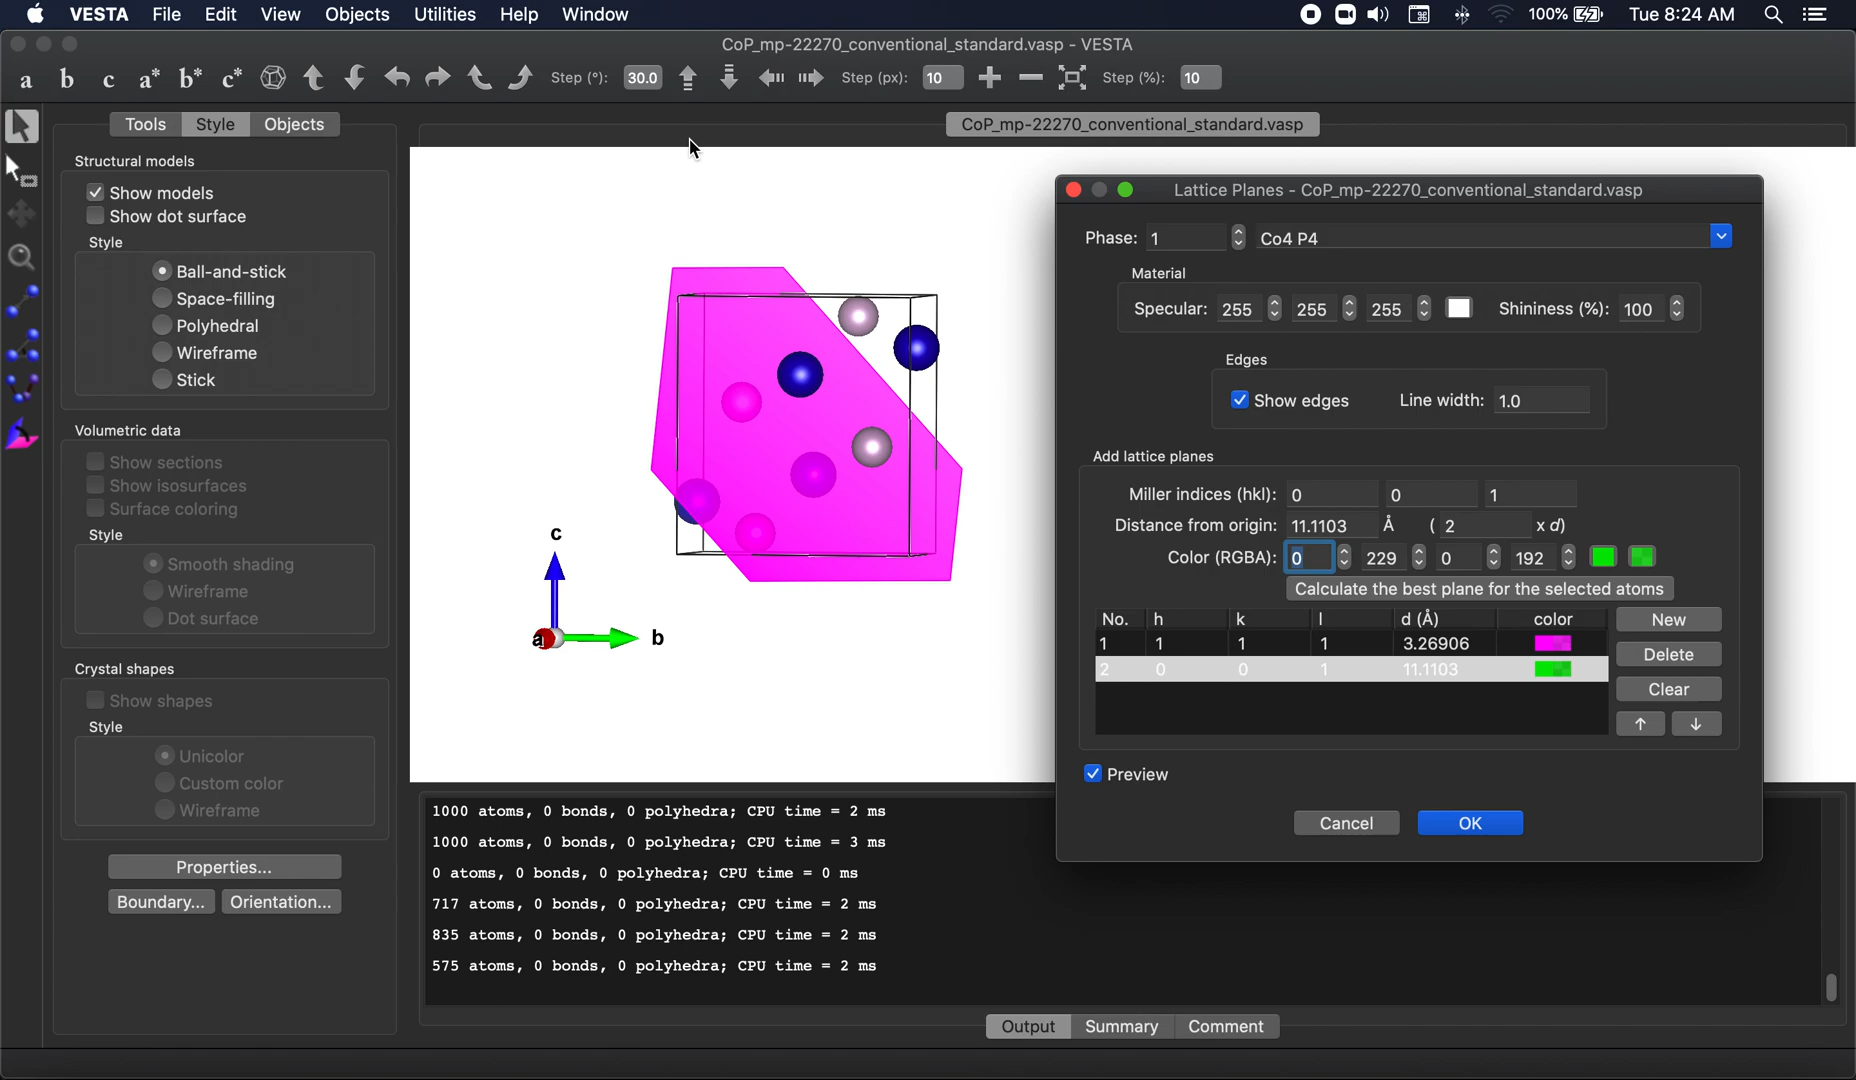 VESTA File Edit View Objects Utilities Help Window 100% Tue 8:24 AM
CoP_mp-22270_conventional_standard.vasp - VESTA
a b c a* b* c* Step (°): 30.0 Step (px): 10 Step (%): 10
Tools Style Objects
CoP_mp-22270_conventional_standard.vasp
Structural models
Show models
Show dot surface
Style
Ball-and-stick
Space-filling
Polyhedral
Wireframe
Stick
Volumetric data
Show sections
Show isosurfaces
Surface coloring
Style
Smooth shading
Wireframe
Dot surface
Crystal shapes
Show shapes
Style
Unicolor
Custom color
Wireframe
Properties...
Boundary... Orientation...
c
a
b
Lattice Planes - CoP_mp-22270_conventional_standard.vasp
Phase: 1 Co4 P4
Material
Specular: 255 255 255 Shininess (%): 100
Edges
Show edges Line width: 1.0
Add lattice planes
Miller indices (hkl): 0 0 1
Distance from origin: 11.1103 Å ( 2 x d)
Color (RGBA): 0 229 0 192
Calculate the best plane for the selected atoms
No. h k l d (Å) color
1 1 1 1 3.26906
2 0 0 1 11.1103
New
Delete
Clear
↑ ↓
Preview
Cancel OK
1000 atoms, 0 bonds, 0 polyhedra; CPU time = 2 ms
1000 atoms, 0 bonds, 0 polyhedra; CPU time = 3 ms
0 atoms, 0 bonds, 0 polyhedra; CPU time = 0 ms
717 atoms, 0 bonds, 0 polyhedra; CPU time = 2 ms
835 atoms, 0 bonds, 0 polyhedra; CPU time = 2 ms
575 atoms, 0 bonds, 0 polyhedra; CPU time = 2 ms
Output Summary Comment